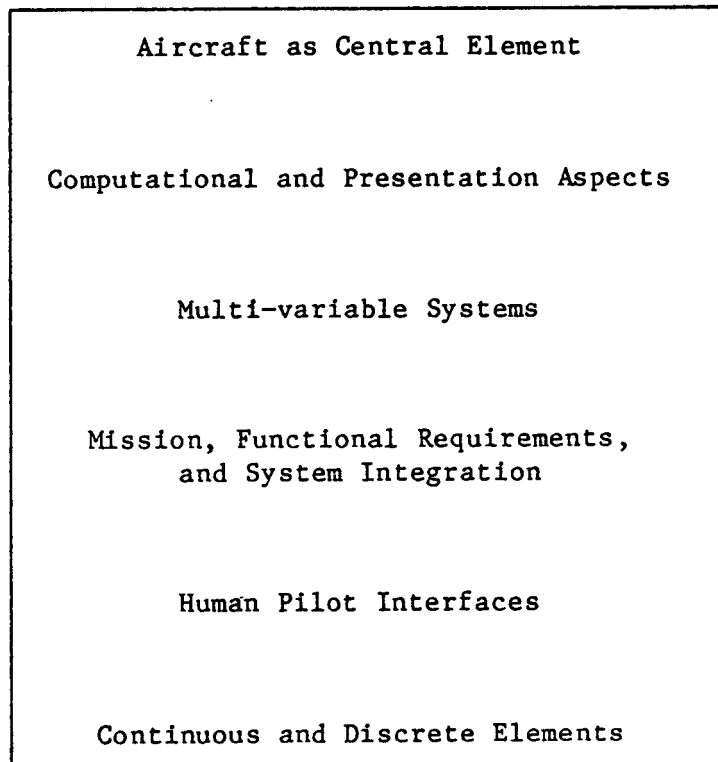 Aircraft as Central Element
Computational and Presentation Aspects
Multi-variable Systems
Mission, Functional Requirements,
and System Integration
Human Pilot Interfaces
Continuous and Discrete Elements